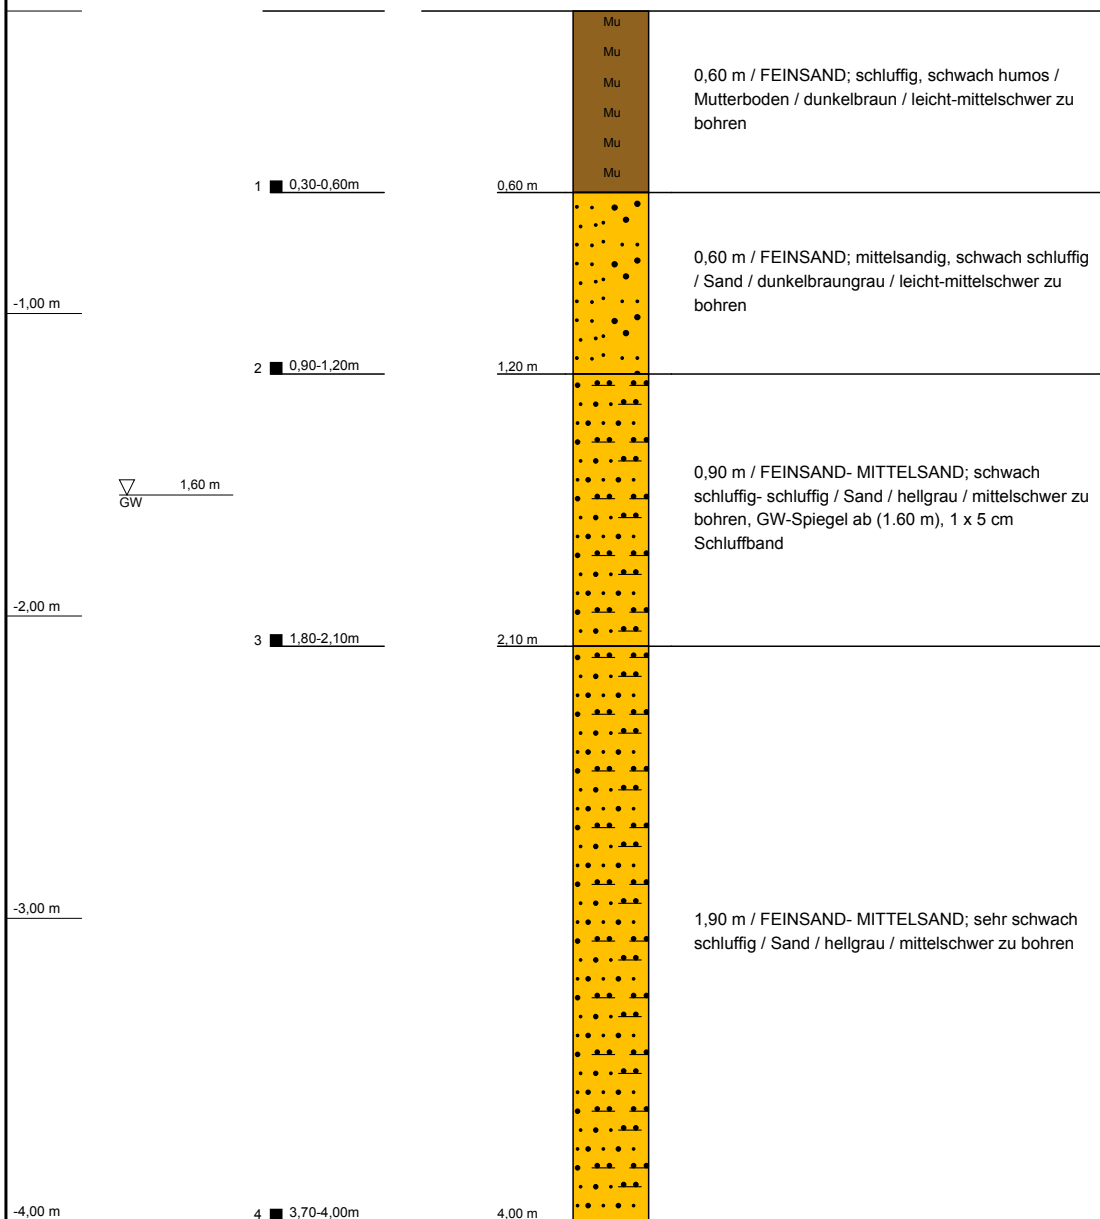 Mu
Mu
Mu
Mu
Mu
Mu
0,60 m / FEINSAND; schluffig, schwach humos /
Mutterboden / dunkelbraun / leicht-mittelschwer zu
bohren
1 0,30-0,60m 0,60 m
0,60 m / FEINSAND; mittelsandig, schwach schluffig
/ Sand / dunkelbraungrau / leicht-mittelschwer zu
bohren
-1,00 m
2 0,90-1,20m 1,20 m
0,90 m / FEINSAND- MITTELSAND; schwach
schluffig- schluffig / Sand / hellgrau / mittelschwer zu
bohren, GW-Spiegel ab (1.60 m), 1 x 5 cm
Schluffband
1,60 m
GW
-2,00 m
3 1,80-2,10m 2,10 m
-3,00 m
1,90 m / FEINSAND- MITTELSAND; sehr schwach
schluffig / Sand / hellgrau / mittelschwer zu bohren
-4,00 m
4 3,70-4,00m 4,00 m